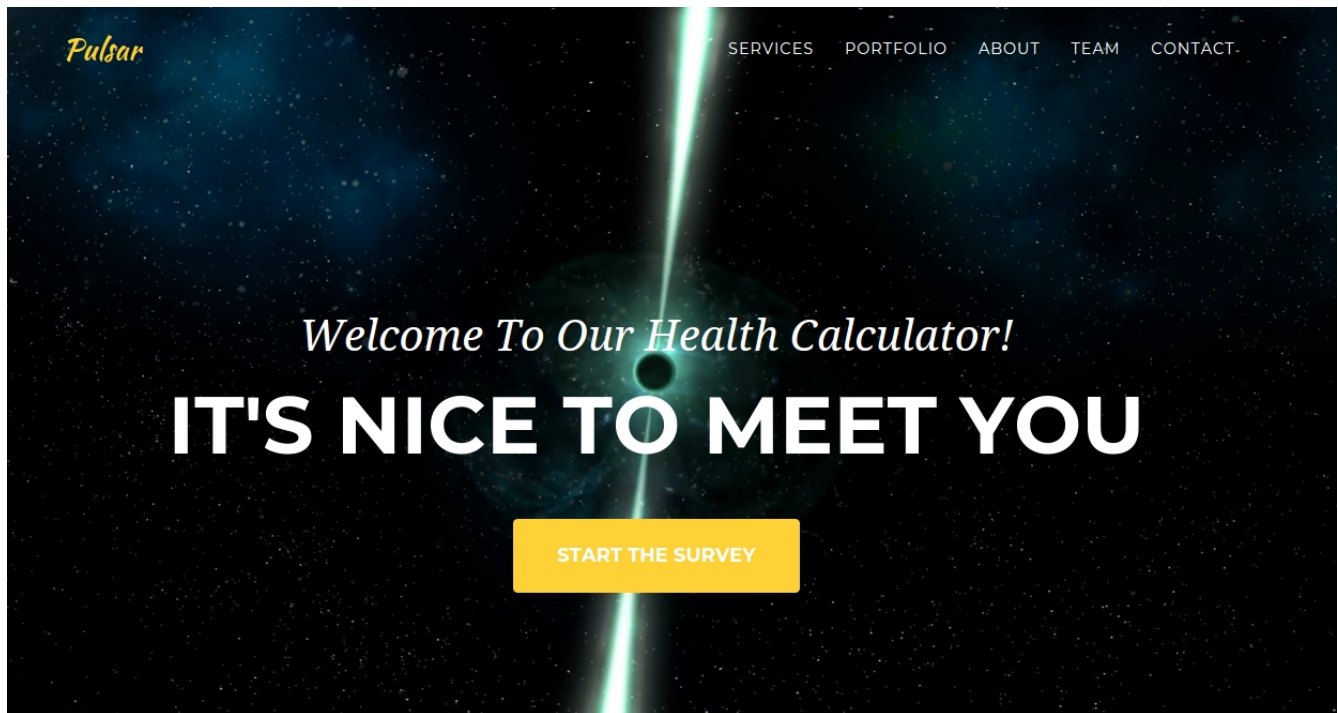 Pulsar
SERVICES PORTFOLIO ABOUT TEAM CONTACT
Welcome To Our Health Calculator!
IT'S NICE TO MEET YOU
START THE SURVEY